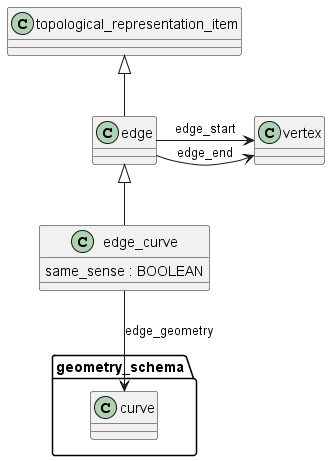 C topological_representation_item
C edge
edge_start
edge_end
C vertex
C edge_curve
same_sense : BOOLEAN
edge_geometry
geometry_schema
C curve